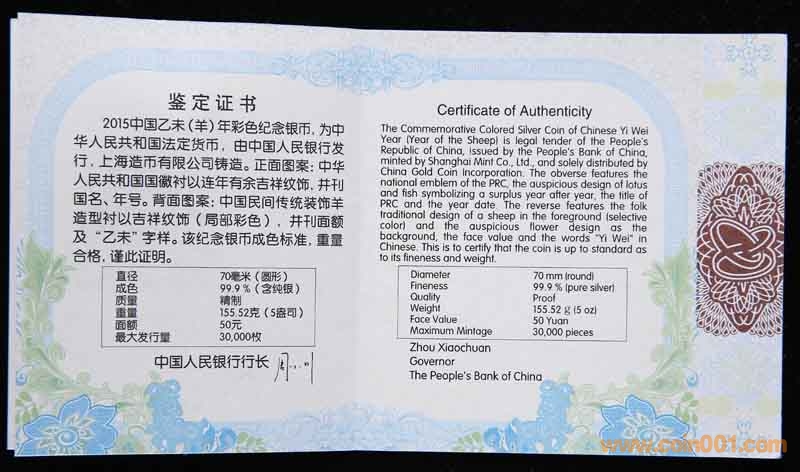 鉴定证书
2015中国乙未(羊)年彩色纪念银币，为中
华人民共和国法定货币，由中国人民银行发
行，上海造币有限公司铸造。正面图案：中华
人民共和国国徽衬以连年有余吉祥纹饰，并刊
国名、年号。背面图案：中国民间传统装饰羊
造型衬以吉祥纹饰（局部彩色），并刊面额
及“乙未”字样。该纪念银币成色标准，重量
合格，谨此证明。
直径 70毫米（圆形）
成色 99.9%（含纯银）
质量 精制
重量 155.52克（5盎司）
面额 50元
最大发行量 30,000枚
中国人民银行行长
Certificate of Authenticity
The Commemorative Colored Silver Coin of Chinese Yi Wei
Year (Year of the Sheep) is legal tender of the People's
Republic of China, issued by the People's Bank of China,
minted by Shanghai Mint Co., Ltd., and solely distributed by
China Gold Coin Incorporation. The obverse features the
national emblem of the PRC, the auspicious design of lotus
and fish symbolizing a surplus year after year, the title of
PRC and the year date. The reverse features the folk
traditional design of a sheep in the foreground (selective
color) and the auspicious flower design as the
background, the face value and the words "Yi Wei" in
Chinese. This is to certify that the coin is up to standard as
to its fineness and weight.
Diameter 70 mm (round)
Fineness 99.9 % (pure silver)
Quality Proof
Weight 155.52 g (5 oz)
Face Value 50 Yuan
Maximum Mintage 30,000 pieces
Zhou Xiaochuan
Governor
The People's Bank of China
www.coin001.com